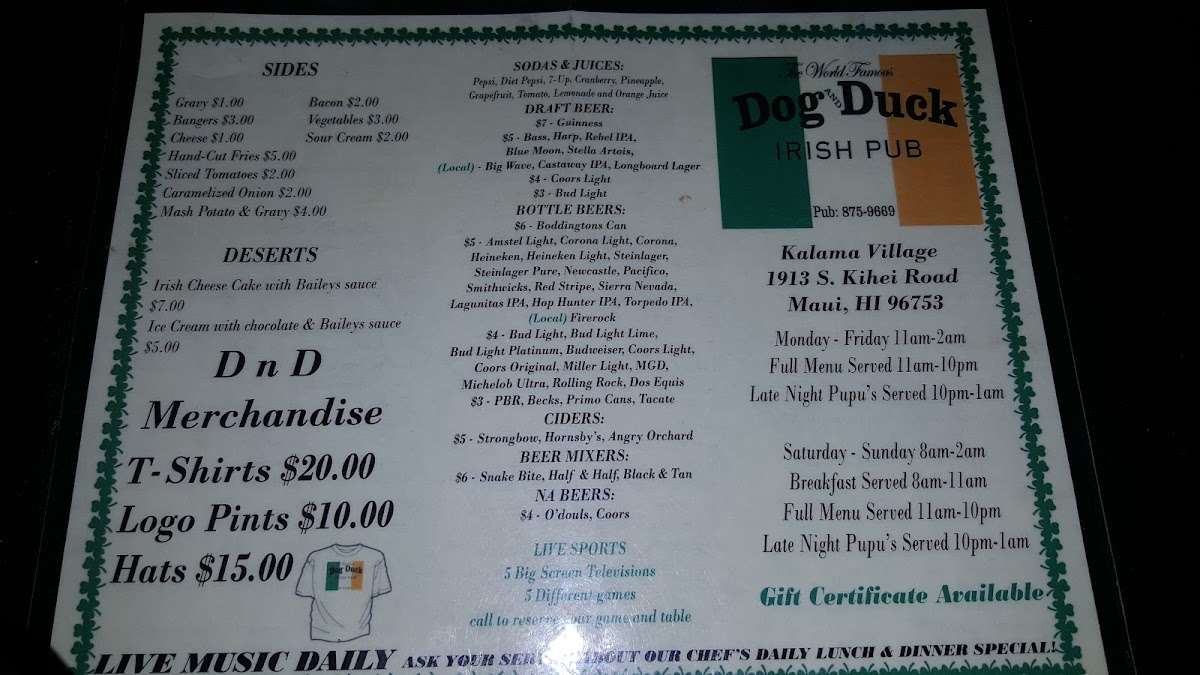 SIDES
Gravy $1.00
Bacon $2.00
Bangers $3.00
Vegetables $3.00
Cheese $1.00
Sour Cream $2.00
Hand-Cut Fries $5.00
Sliced Tomatoes $2.00
Caramelized Onion $2.00
Mash Potato & Gravy $4.00
DESERTS
Irish Cheese Cake with Baileys sauce
$7.00
Ice Cream with chocolate & Baileys sauce
$5.00
D n D
Merchandise
T-Shirts $20.00
Logo Pints $10.00
Hats $15.00
Dog Duck
IRISH PUB
SODAS & JUICES:
Pepsi, Diet Pepsi, 7-Up, Cranberry, Pineapple,
Grapefruit, Tomato, Lemonade and Orange Juice
DRAFT BEER:
$7 - Guinness
$5 - Bass, Harp, Rebel IPA,
Blue Moon, Stella Artois,
(Local) - Big Wave, Castaway IPA, Longboard Lager
$4 - Coors Light
$3 - Bud Light
BOTTLE BEERS:
$6 - Boddingtons Can
$5 - Amstel Light, Corona Light, Corona,
Heineken, Heineken Light, Steinlager,
Steinlager Pure, Newcastle, Pacifico,
Smithwicks, Red Stripe, Sierra Nevada,
Lagunitas IPA, Hop Hunter IPA, Torpedo IPA,
(Local) Firerock
$4 - Bud Light, Bud Light Lime,
Bud Light Platinum, Budweiser, Coors Light,
Coors Original, Miller Light, MGD,
Michelob Ultra, Rolling Rock, Dos Equis
$3 - PBR, Becks, Primo Cans, Tacate
CIDERS:
$5 - Strongbow, Hornsby's, Angry Orchard
BEER MIXERS:
$6 - Snake Bite, Half & Half, Black & Tan
NA BEERS:
$4 - O'douls, Coors
LIVE SPORTS
5 Big Screen Televisions
5 Different games
call to reserve your game and table
The World Famous
Dog AND Duck
IRISH PUB
Pub: 875-9669
Kalama Village
1913 S. Kihei Road
Maui, HI 96753
Monday - Friday 11am-2am
Full Menu Served 11am-10pm
Late Night Pupu's Served 10pm-1am
Saturday - Sunday 8am-2am
Breakfast Served 8am-11am
Full Menu Served 11am-10pm
Late Night Pupu's Served 10pm-1am
Gift Certificate Available
LIVE MUSIC DAILY ASK YOUR ABOUT OUR CHEF'S DAILY LUNCH & DINNER SPECIAL!